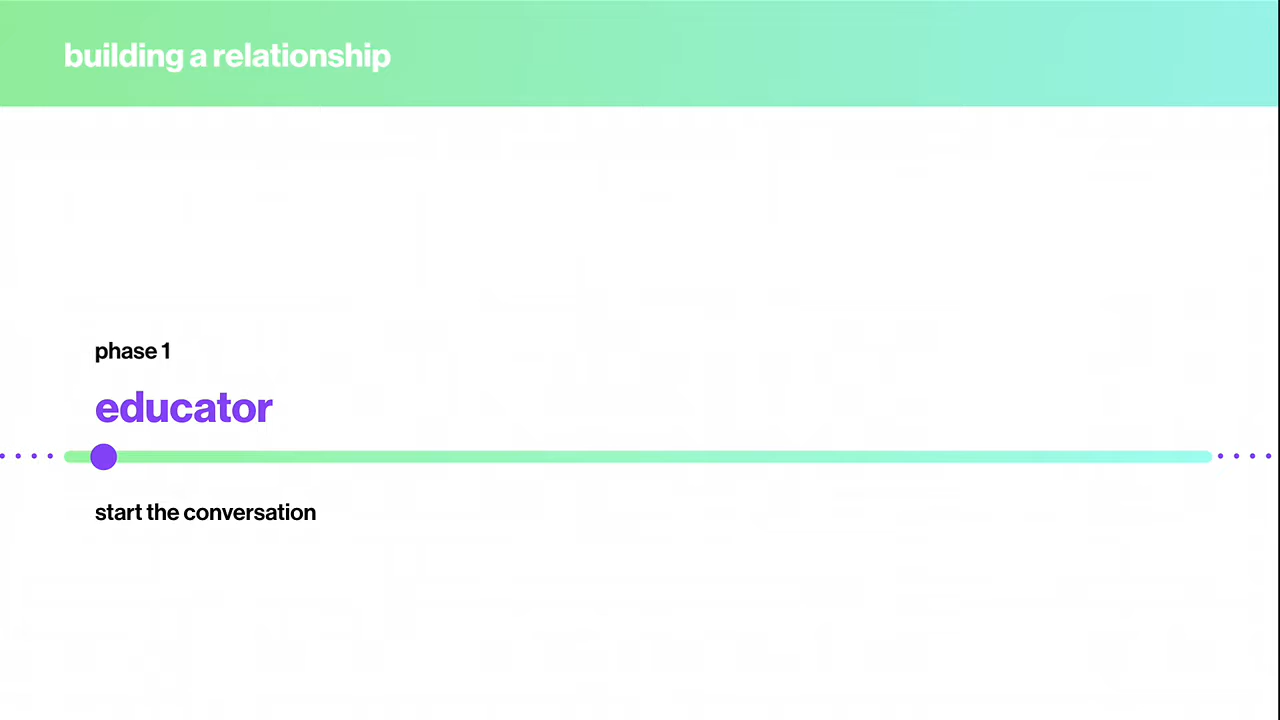 building a relationship
phase 1
educator
start the conversation